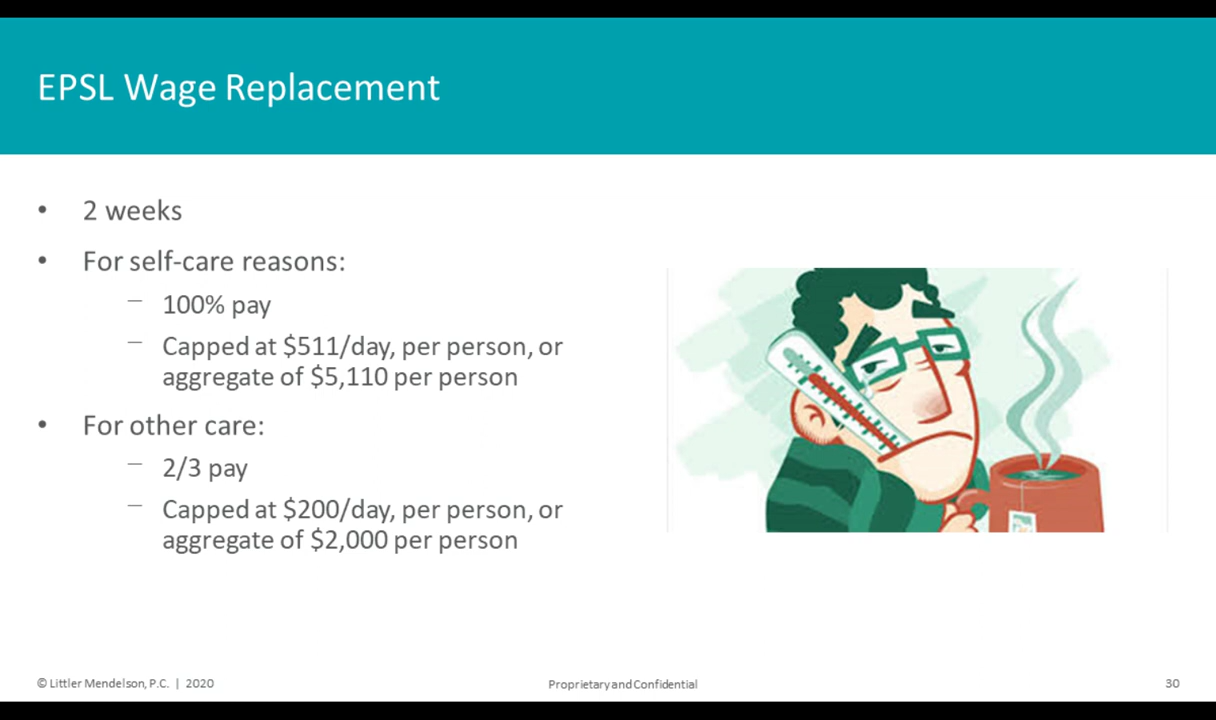 EPSL Wage Replacement
• 2 weeks
• For self-care reasons:
– 100% pay
– Capped at $511/day, per person, or
aggregate of $5,110 per person
• For other care:
– 2/3 pay
– Capped at $200/day, per person, or
aggregate of $2,000 per person
© Littler Mendelson, P.C. | 2020
Proprietary and Confidential
30